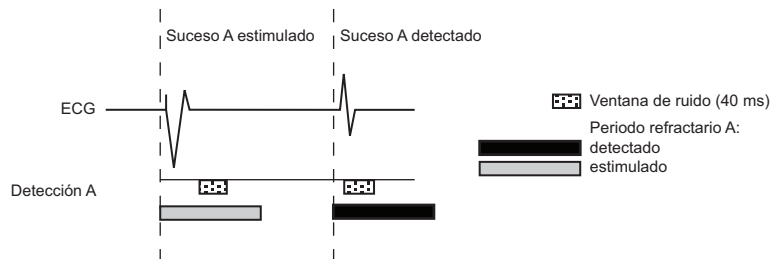 Suceso A estimulado
Suceso A detectado
ECG
Ventana de ruido (40 ms)
Periodo refractario A:
detectado
estimulado
Detección A